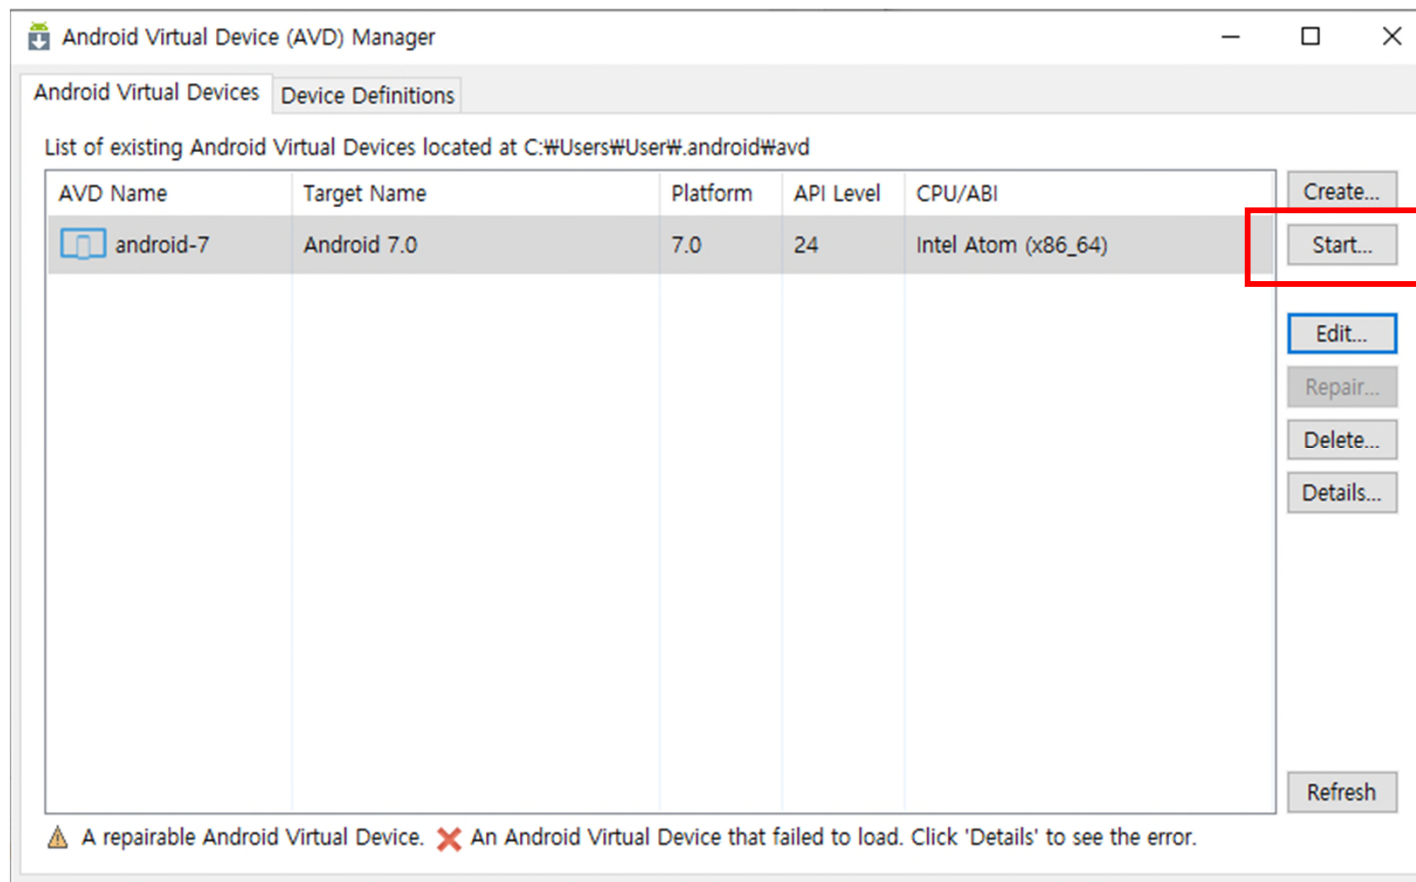 Android Virtual Device (AVD) Manager
Android Virtual Devices Device Definitions
List of existing Android Virtual Devices located at C:₩Users₩User₩.android₩avd
AVD Name Target Name Platform API Level CPU/ABI
android-7 Android 7.0 7.0 24 Intel Atom (x86_64)
Create...
Start...
Edit...
Repair...
Delete...
Details...
Refresh
A repairable Android Virtual Device. An Android Virtual Device that failed to load. Click 'Details' to see the error.